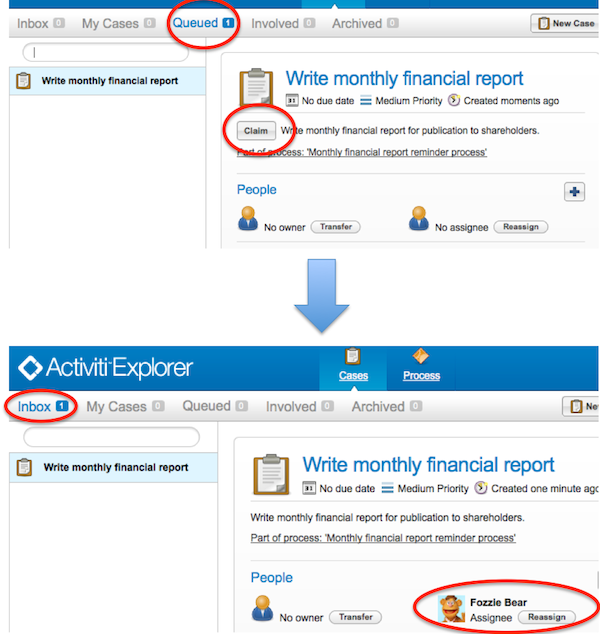 Inbox 0 My Cases 0 Queued 1 Involved 0 Archived 0 New Case
Write monthly financial report
Write monthly financial report
31 No due date Medium Priority Created moments ago
Claim Write monthly financial report for publication to shareholders.
Part of process: 'Monthly financial report reminder process'
People
No owner Transfer No assignee Reassign
Activiti Explorer
Cases Process
Inbox 1 My Cases 0 Queued 0 Involved 0 Archived 0 Ne
Write monthly financial report
Write monthly financial report
31 No due date Medium Priority Created one minute ago
Write monthly financial report for publication to shareholders.
Part of process: 'Monthly financial report reminder process'
People
Fozzie Bear
No owner Transfer Assignee Reassign